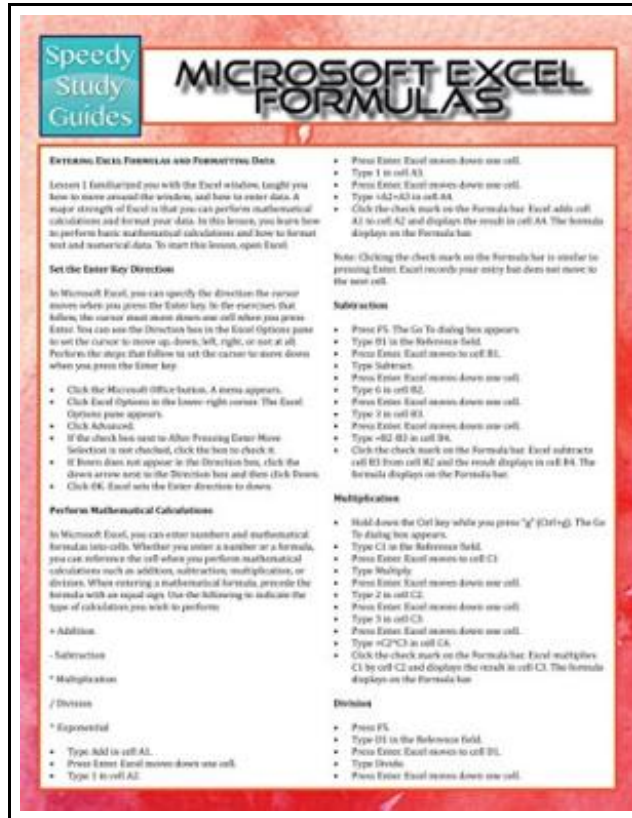 Speedy
Study
Guides
MICROSOFT EXCEL
FORMULAS
ENTERING EXCEL FORMULAS AND FORMATTING DATA
Lesson 1 familiarized you with the Excel window, taught you
how to move around the window, and how to enter data. A
major strength of Excel is that you can perform mathematical
calculations and format your data. In this lesson, you learn how
to perform basic mathematical calculations and how to format
text and numerical data. To start this lesson, open Excel.
Set the Enter Key Direction
In Microsoft Excel, you can specify the direction the cursor
moves when you press the Enter key. In the exercises that
follow, the cursor must move down one cell when you press
Enter. You can use the Direction box in the Excel Options pane
to set the cursor to move up, down, left, right, or not at all.
Perform the steps that follow to set the cursor to move down
when you press the Enter key.
• Click the Microsoft Office button. A menu appears.
• Click Excel Options in the lower-right corner. The Excel
Options pane appears.
• Click Advanced.
• If the check box next to After Pressing Enter Move
Selection is not checked, click the box to check it.
• If Down does not appear in the Direction box, click the
down arrow next to the Direction box and then click Down.
• Click OK. Excel sets the Enter direction to down.
Perform Mathematical Calculations
In Microsoft Excel, you can enter numbers and mathematical
formulas into cells. Whether you enter a number or a formula,
you can reference the cell when you perform mathematical
calculations such as addition, subtraction, multiplication, or
division. When entering a mathematical formula, precede the
formula with an equal sign. Use the following to indicate the
type of calculation you wish to perform:
+ Addition
- Subtraction
* Multiplication
/ Division
^ Exponential
• Type Add in cell A1.
• Press Enter. Excel moves down one cell.
• Type 1 in cell A2.
• Press Enter. Excel moves down one cell.
• Type 1 in cell A3.
• Press Enter. Excel moves down one cell.
• Type =A2+A3 in cell A4.
• Click the check mark on the Formula bar. Excel adds cell
A1 to cell A2 and displays the result in cell A4. The formula
displays on the Formula bar.
Note: Clicking the check mark on the Formula bar is similar to
pressing Enter. Excel records your entry but does not move to
the next cell.
Subtraction
• Press F5. The Go To dialog box appears.
• Type B1 in the Reference field.
• Press Enter. Excel moves to cell B1.
• Type Subtract.
• Press Enter. Excel moves down one cell.
• Type 6 in cell B2.
• Press Enter. Excel moves down one cell.
• Type 3 in cell B3.
• Press Enter. Excel moves down one cell.
• Type =B2-B3 in cell B4.
• Click the check mark on the Formula bar. Excel subtracts
cell B3 from cell B2 and the result displays in cell B4. The
formula displays on the Formula bar.
Multiplication
• Hold down the Ctrl key while you press "g" (Ctrl+g). The Go
To dialog box appears.
• Type C1 in the Reference field.
• Press Enter. Excel moves to cell C1
• Type Multiply.
• Press Enter. Excel moves down one cell.
• Type 2 in cell C2.
• Press Enter. Excel moves down one cell.
• Type 3 in cell C3.
• Press Enter. Excel moves down one cell.
• Type =C2*C3 in cell C4.
• Click the check mark on the Formula bar. Excel multiplies
C1 by cell C2 and displays the result in cell C3. The formula
displays on the Formula bar.
Division
• Press F5.
• Type D1 in the Reference field.
• Press Enter. Excel moves to cell D1.
• Type Divide.
• Press Enter. Excel moves down one cell.